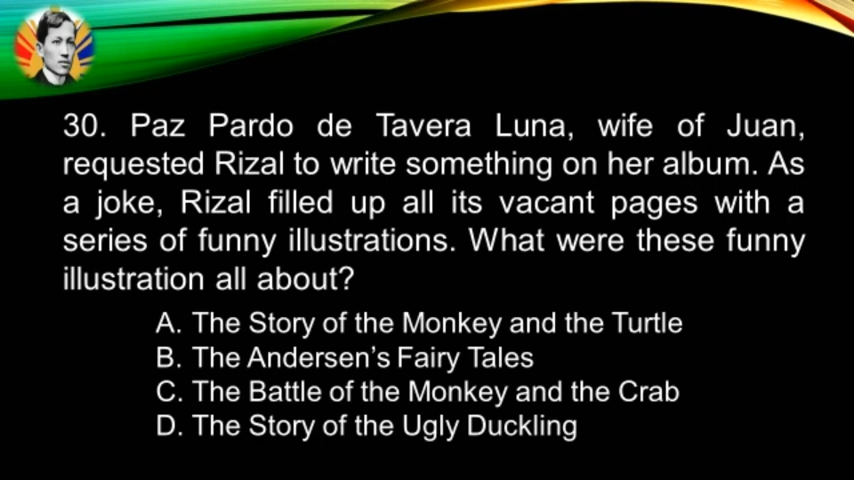 30. Paz Pardo de Tavera Luna, wife of Juan,
requested Rizal to write something on her album. As
a joke, Rizal filled up all its vacant pages with a
series of funny illustrations. What were these funny
illustration all about?
A. The Story of the Monkey and the Turtle
B. The Andersen’s Fairy Tales
C. The Battle of the Monkey and the Crab
D. The Story of the Ugly Duckling